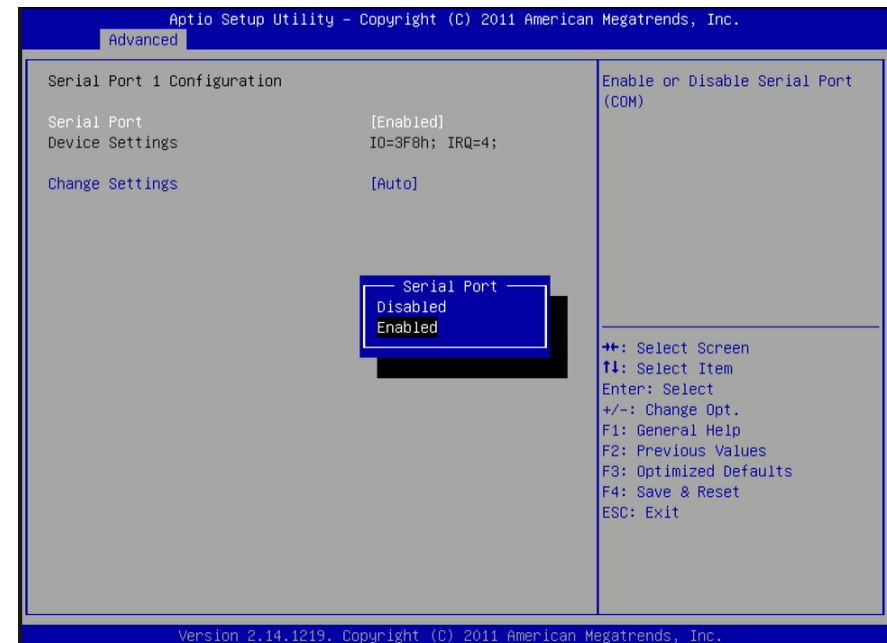 Aptio Setup Utility – Copyright (C) 2011 American Megatrends, Inc.
Advanced
Serial Port 1 Configuration
Serial Port [Enabled]
Device Settings IO=3F8h; IRQ=4;
Change Settings [Auto]
Serial Port
Disabled
Enabled
Enable or Disable Serial Port
(COM)
→←: Select Screen
↑↓: Select Item
Enter: Select
+/-: Change Opt.
F1: General Help
F2: Previous Values
F3: Optimized Defaults
F4: Save & Reset
ESC: Exit
Version 2.14.1219. Copyright (C) 2011 American Megatrends, Inc.